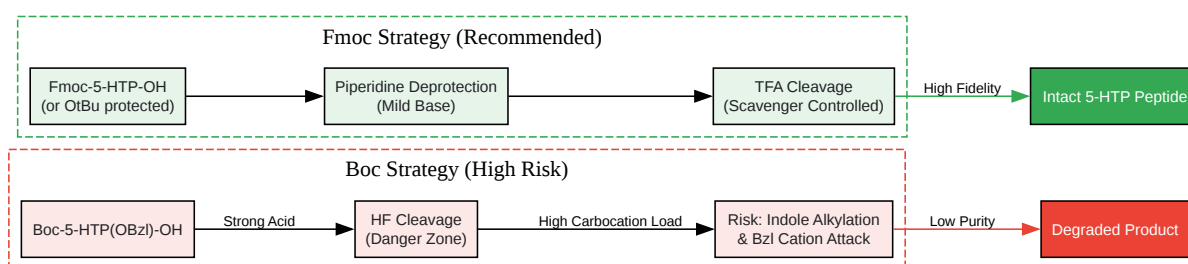 Fmoc Strategy (Recommended)
Fmoc-5-HTP-OH
(or OtBu protected)
Piperidine Deprotection
(Mild Base)
TFA Cleavage
(Scavenger Controlled)
High Fidelity
Intact 5-HTP Peptide
Boc Strategy (High Risk)
Boc-5-HTP(OBzl)-OH
Strong Acid
HF Cleavage
(Danger Zone)
High Carbocation Load
Risk: Indole Alkylation
& Bzl Cation Attack
Low Purity
Degraded Product